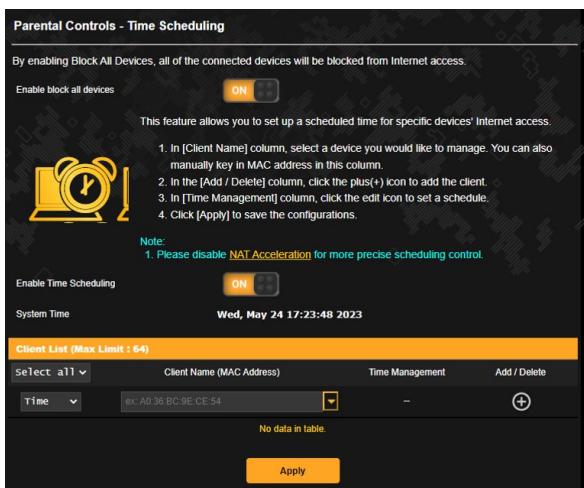 Parental Controls - Time Scheduling
By enabling Block All Devices, all of the connected devices will be blocked from Internet access.
Enable block all devices
ON
This feature allows you to set up a scheduled time for specific devices' Internet access.
1. In [Client Name] column, select a device you would like to manage. You can also
manually key in MAC address in this column.
2. In the [Add / Delete] column, click the plus(+) icon to add the client.
3. In [Time Management] column, click the edit icon to set a schedule.
4. Click [Apply] to save the configurations.
Note:
1. Please disable NAT Acceleration for more precise scheduling control.
Enable Time Scheduling
ON
System Time
Wed, May 24 17:23:48 2023
Client List (Max Limit : 64)
Select all Client Name (MAC Address) Time Management Add / Delete
Time ex: A0:36:BC:9E:CE:54 --
No data in table.
Apply